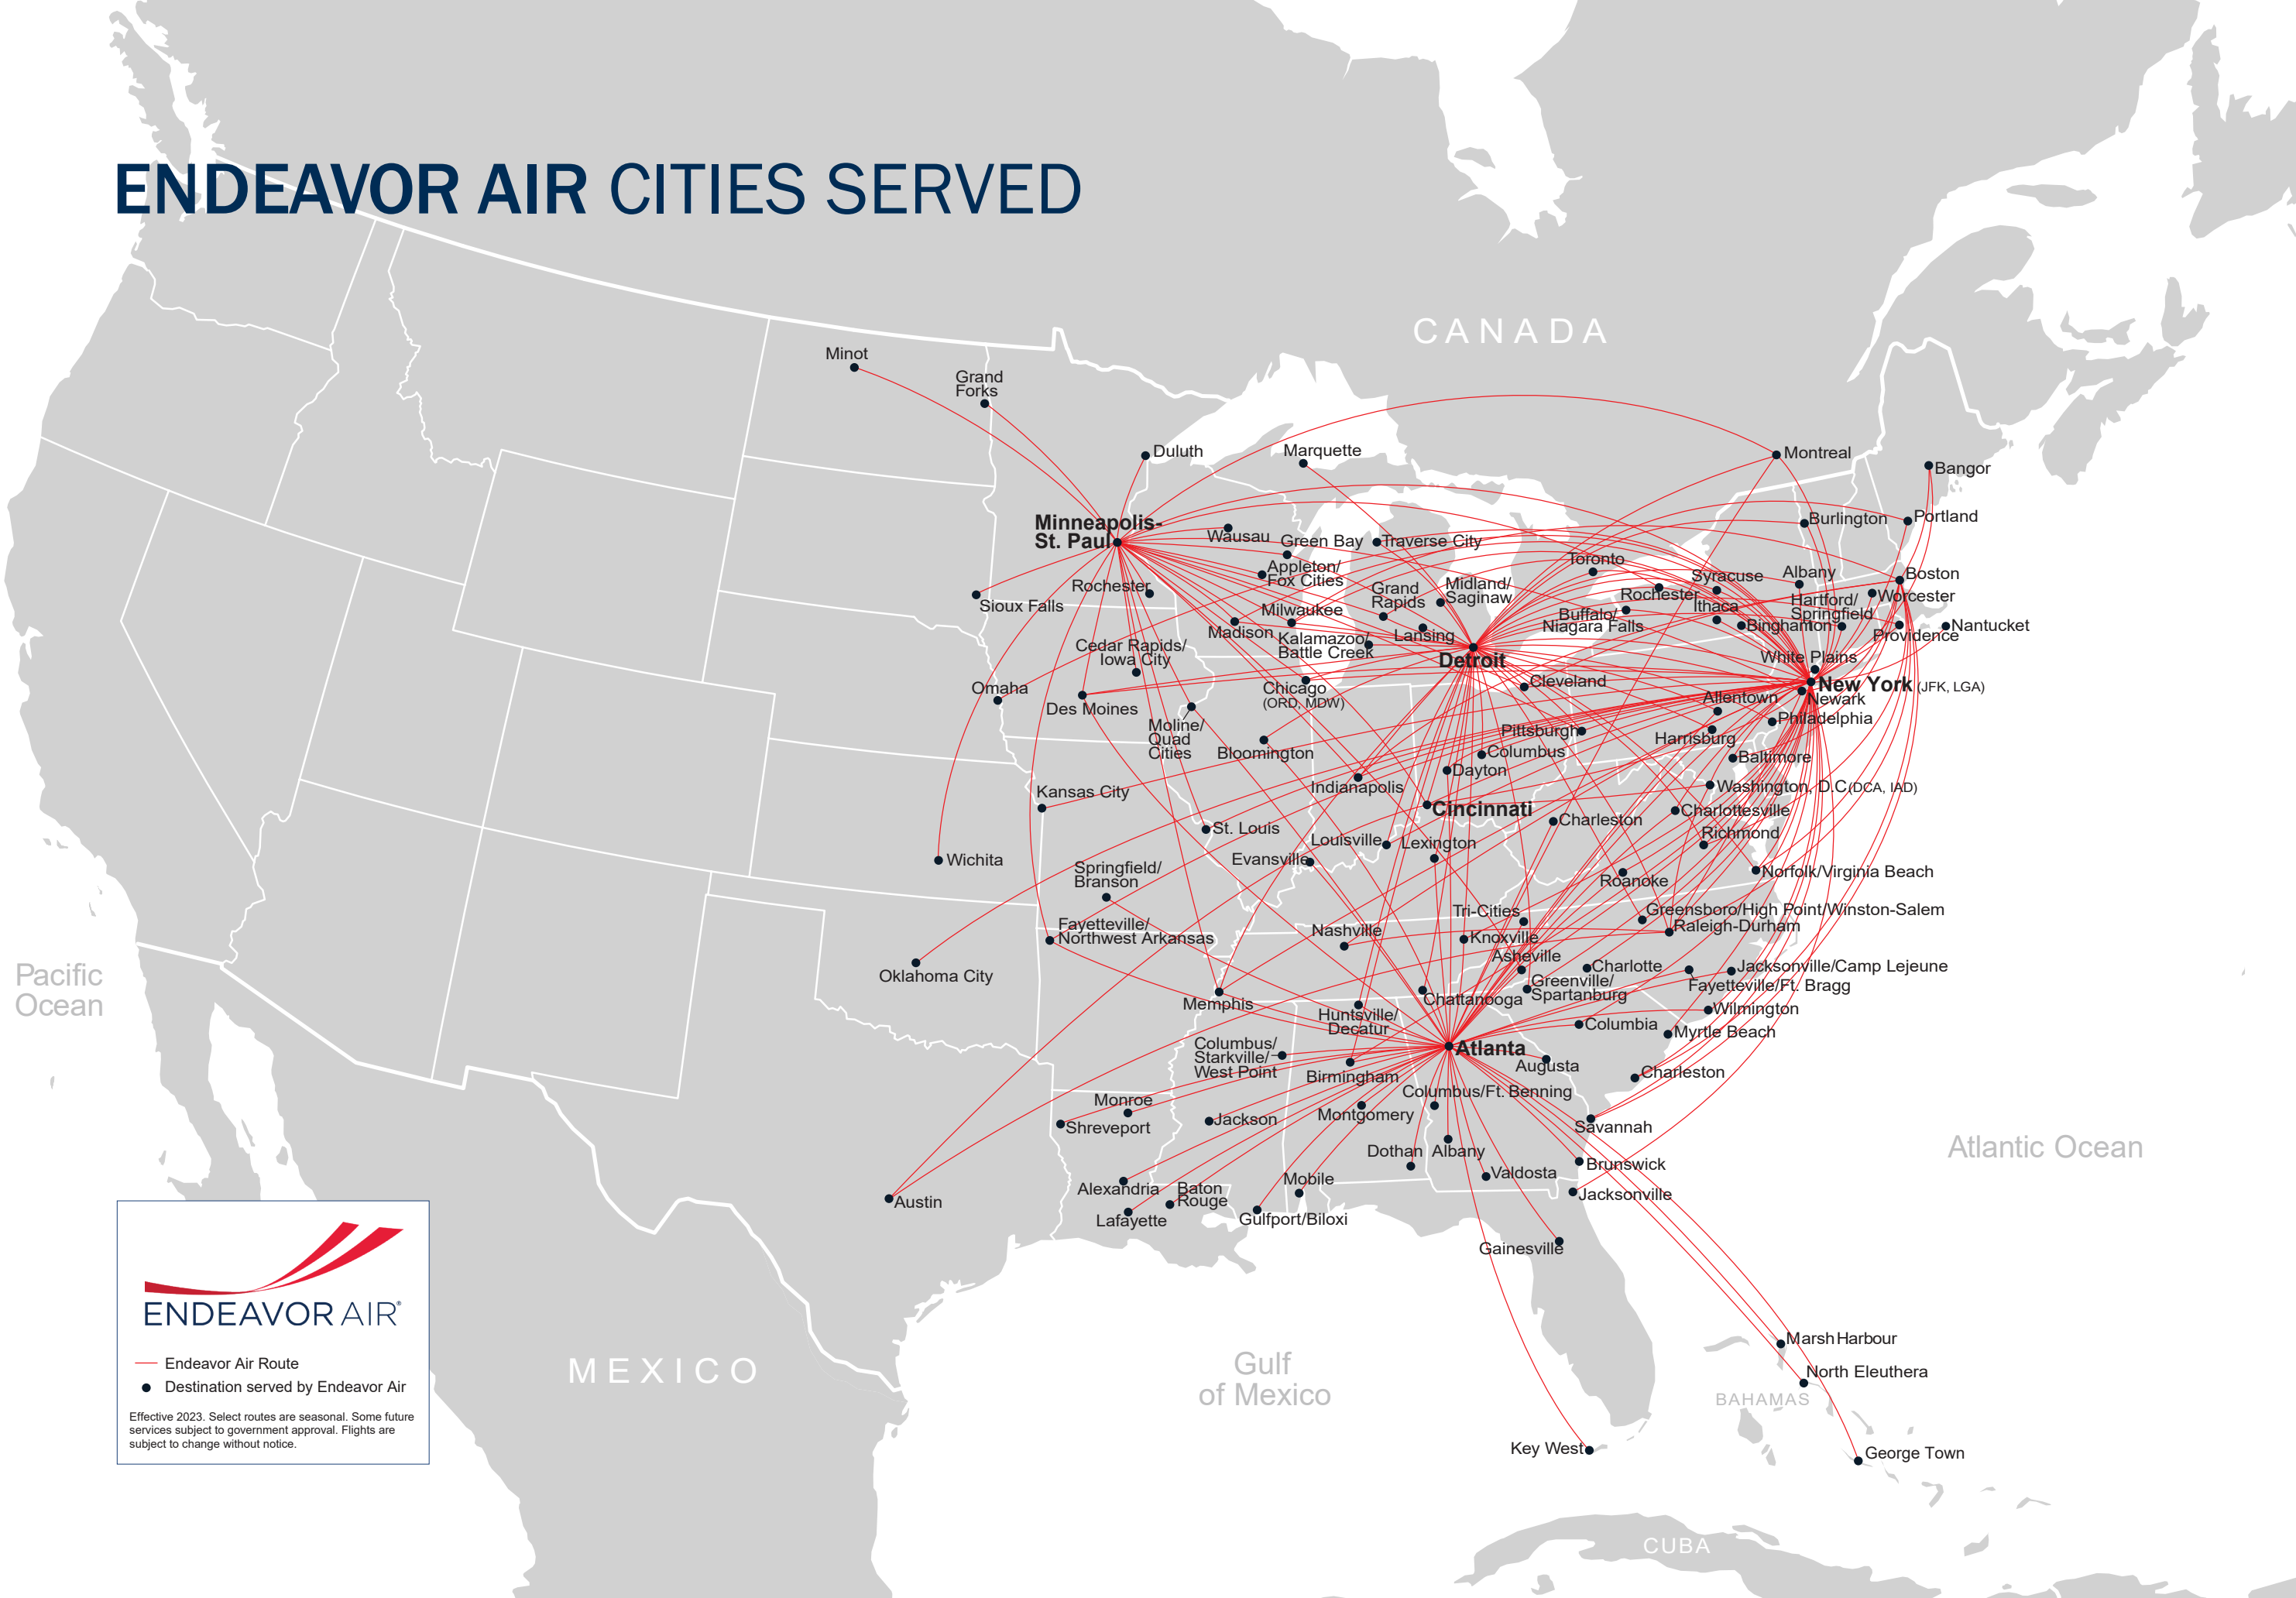 ENDEAVOR AIR CITIES SERVED
CANADA
Minot
Grand
Forks
Duluth
Marquette
Montreal
Bangor
Minneapolis-
St. Paul
Wausau
Green Bay
Traverse City
Burlington
Portland
Appleton/
Fox Cities
Toronto
Syracuse
Albany
Boston
Rochester
Sioux Falls
Grand
Rapids
Midland/
Saginaw
Rochester
Ithaca
Hartford/
Springfield
Worcester
Milwaukee
Madison
Buffalo/
Niagara Falls
Binghamton
Providence
Nantucket
Kalamazoo/
Battle Creek
Lansing
Cedar Rapids/
Iowa City
Detroit
White Plains
Omaha
Des Moines
Chicago
(ORD, MDW)
Cleveland
New York (JFK, LGA)
Allentown
Newark
Moline/
Quad
Cities
Bloomington
Pittsburgh
Harrisburg
Philadelphia
Columbus
Baltimore
Dayton
Indianapolis
Kansas City
Washington, D.C(DCA, IAD)
Cincinnati
Charleston
Charlottesville
St. Louis
Louisville
Lexington
Richmond
Wichita
Evansville
Springfield/
Branson
Roanoke
Norfolk/Virginia Beach
Tri-Cities
Greensboro/High Point/Winston-Salem
Fayetteville/
Northwest Arkansas
Nashville
Knoxville
Raleigh-Durham
Asheville
Pacific
Ocean
Oklahoma City
Charlotte
Jacksonville/Camp Lejeune
Greenville/
Spartanburg
Fayetteville/Ft. Bragg
Memphis
Chattanooga
Huntsville/
Decatur
Wilmington
Columbia
Myrtle Beach
Columbus/
Starkville/
West Point
Atlanta
Birmingham
Augusta
Charleston
Monroe
Shreveport
Jackson
Columbus/Ft. Benning
Montgomery
Savannah
Dothan
Albany
Atlantic Ocean
Valdosta
Brunswick
Alexandria
Baton
Rouge
Mobile
Jacksonville
Austin
Lafayette
Gulfport/Biloxi
Gainesville
ENDEAVOR AIR®
Endeavor Air Route
Destination served by Endeavor Air
Effective 2023. Select routes are seasonal. Some future
services subject to government approval. Flights are
subject to change without notice.
MEXICO
Gulf
of Mexico
Marsh Harbour
North Eleuthera
BAHAMAS
Key West
George Town
CUBA